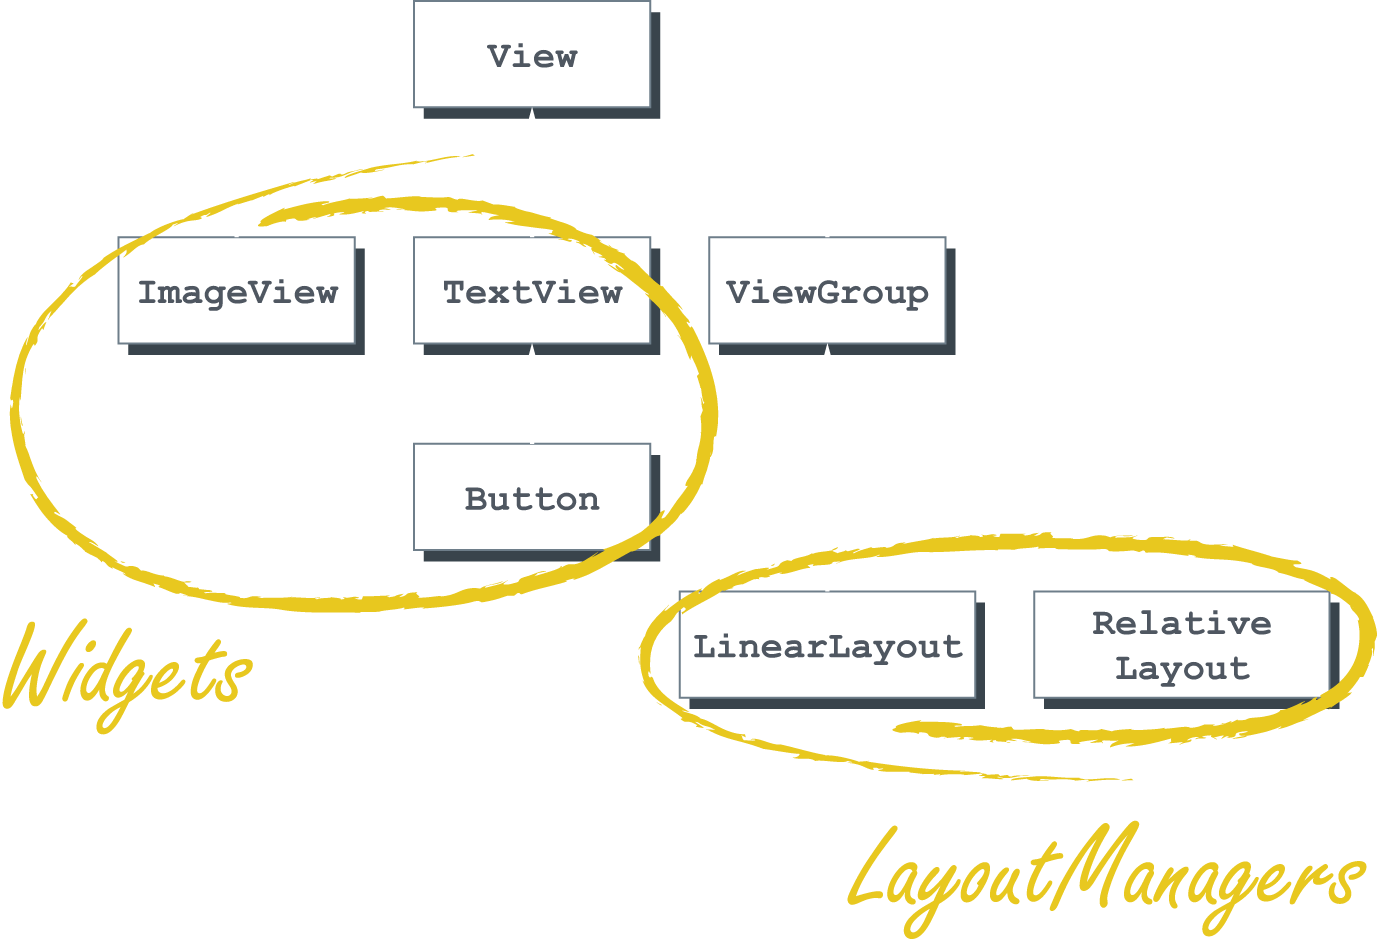 View
ImageView
TextView
ViewGroup
Button
Widgets
LinearLayout
Relative
Layout
LayoutManagers